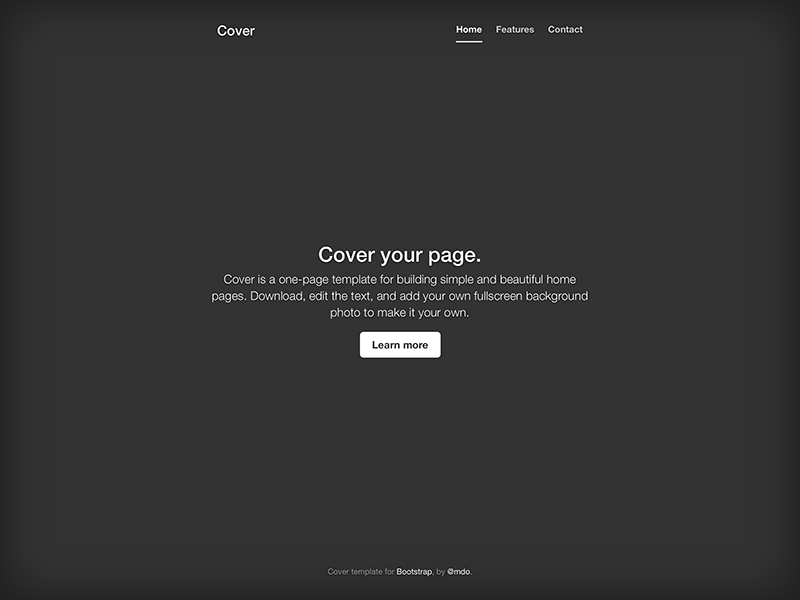 Cover
Home Features Contact
Cover your page.
Cover is a one-page template for building simple and beautiful home
pages. Download, edit the text, and add your own fullscreen background
photo to make it your own.
Learn more
Cover template for Bootstrap, by @mdo.